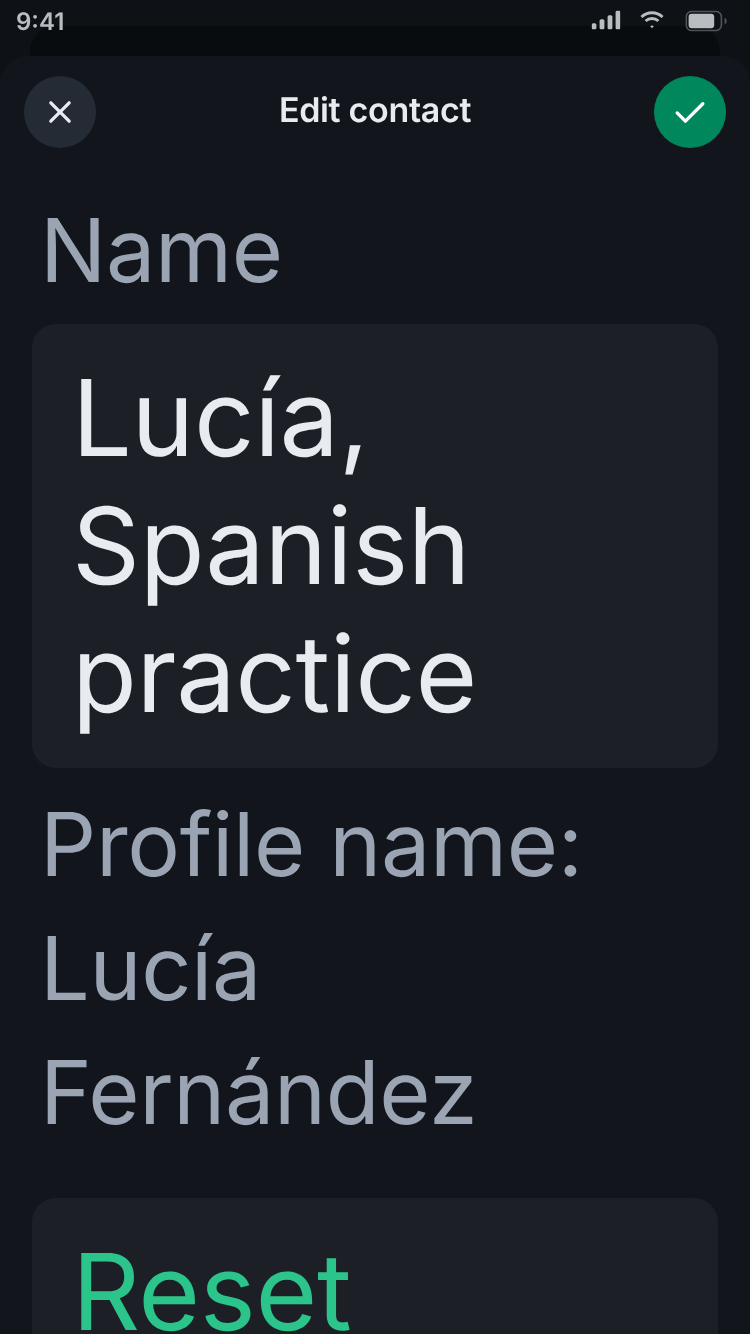 9:41
Edit contact
Name
Lucía,
Spanish
practice
Profile name:
Lucía
Fernández
Reset